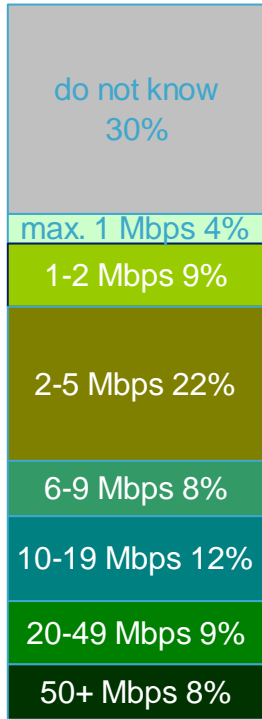 do not know
30%
max. 1 Mbps 4%
1-2 Mbps 9%
2-5 Mbps 22%
6-9 Mbps 8%
10-19 Mbps 12%
20-49 Mbps 9%
50+ Mbps 8%